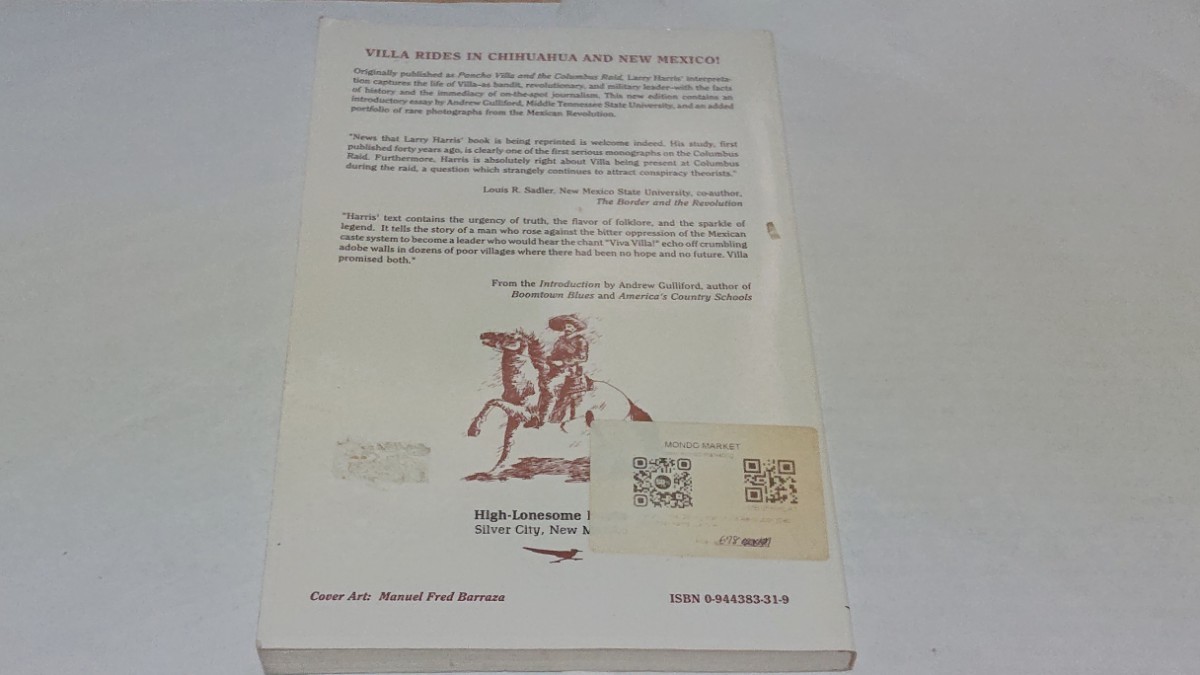 VILLA RIDES IN CHIHUAHUA AND NEW MEXICO!
Originally published as Pancho Villa and the Columbus Raid, Larry Harris' interpreta-
tion captures the life of Villa-as bandit, revolutionary, and military leader-with the facts
of history and the immediacy of on-the-spot journalism. This new edition contains an
introductory essay by Andrew Gulliford, Middle Tennessee State University, and an added
portfolio of rare photographs from the Mexican Revolution.
"News that Larry Harris' book is being reprinted is welcome indeed. His study, first
published forty years ago, is clearly one of the first serious monographs on the Columbus
Raid. Furthermore, Harris is absolutely right about Villa being present at Columbus
during the raid, a question which strangely continues to attract conspiracy theorists."
Louis R. Sadler, New Mexico State University, co-author,
The Border and the Revolution
"Harris' text contains the urgency of truth, the flavor of folklore, and the sparkle of
legend. It tells the story of a man who rose against the bitter oppression of the Mexican
caste system to become a leader who would hear the chant "Viva Villa!" echo off crumbling
adobe walls in dozens of poor villages where there had been no hope and no future. Villa
promised both."
From the Introduction by Andrew Gulliford, author of
Boomtown Blues and America's Country Schools
MONDO MARKET
High-Lonesome
Silver City, New
678
Cover Art: Manuel Fred Barraza
ISBN 0-944383-31-9